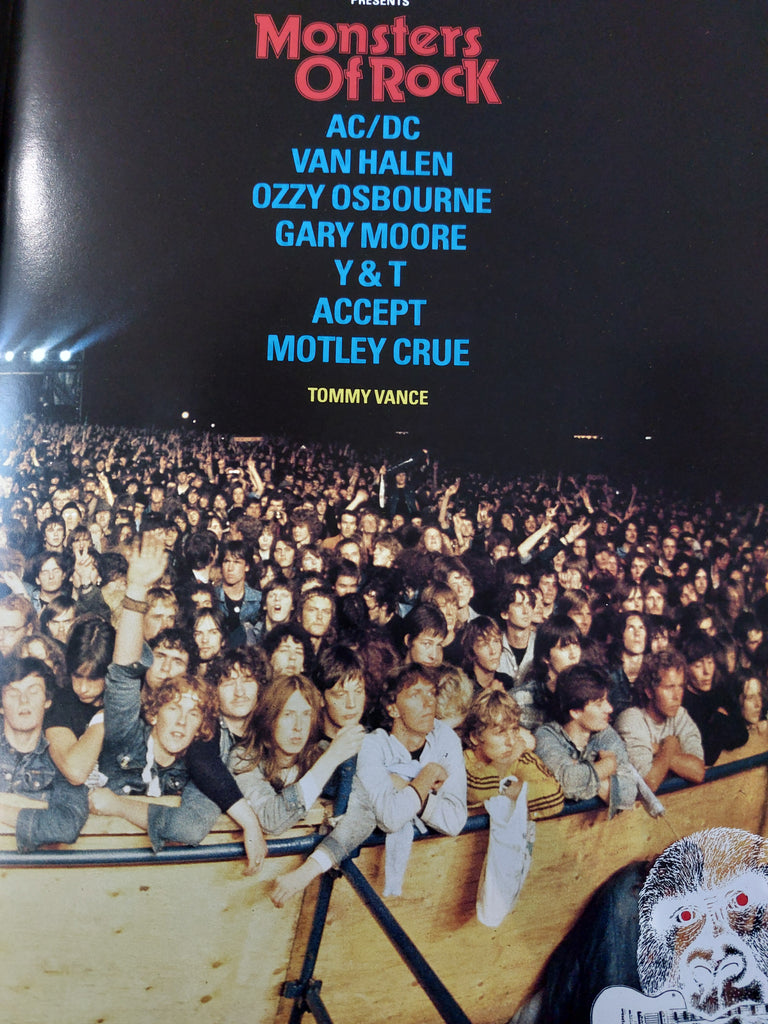 PRESENTS
Monsters
Of Rock
AC/DC
VAN HALEN
OZZY OSBOURNE
GARY MOORE
Y & T
ACCEPT
MOTLEY CRUE
TOMMY VANCE